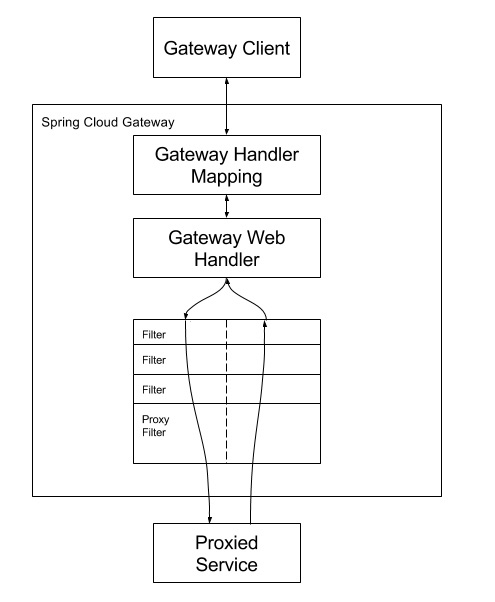 Gateway Client
Spring Cloud Gateway
Gateway Handler
Mapping
Gateway Web
Handler
Filter
Filter
Filter
Proxy
Filter
Proxied
Service